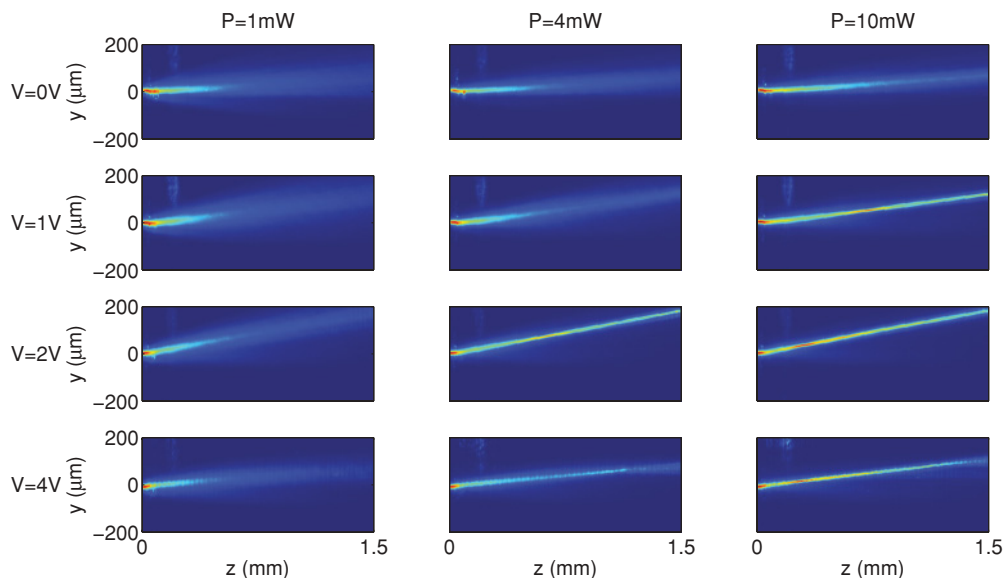 P=1mW P=4mW P=10mW
200
V=0V y (μm) 0
−200
200
V=1V y (μm) 0
−200
200
V=2V y (μm) 0
−200
200
V=4V y (μm) 0
−200
0 1.5 0 1.5 0 1.5
z (mm) z (mm) z (mm)